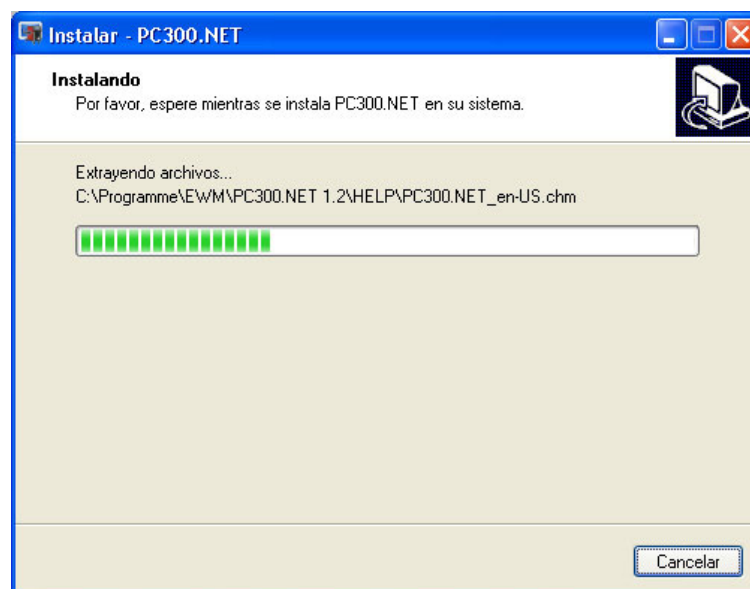 Instalar - PC300.NET
Instalando
Por favor, espere mientras se instala PC300.NET en su sistema.
Extrayendo archivos...
C:\Programme\EWM\PC300.NET 1.2\HELP\PC300.NET_en-US.chm
Cancelar